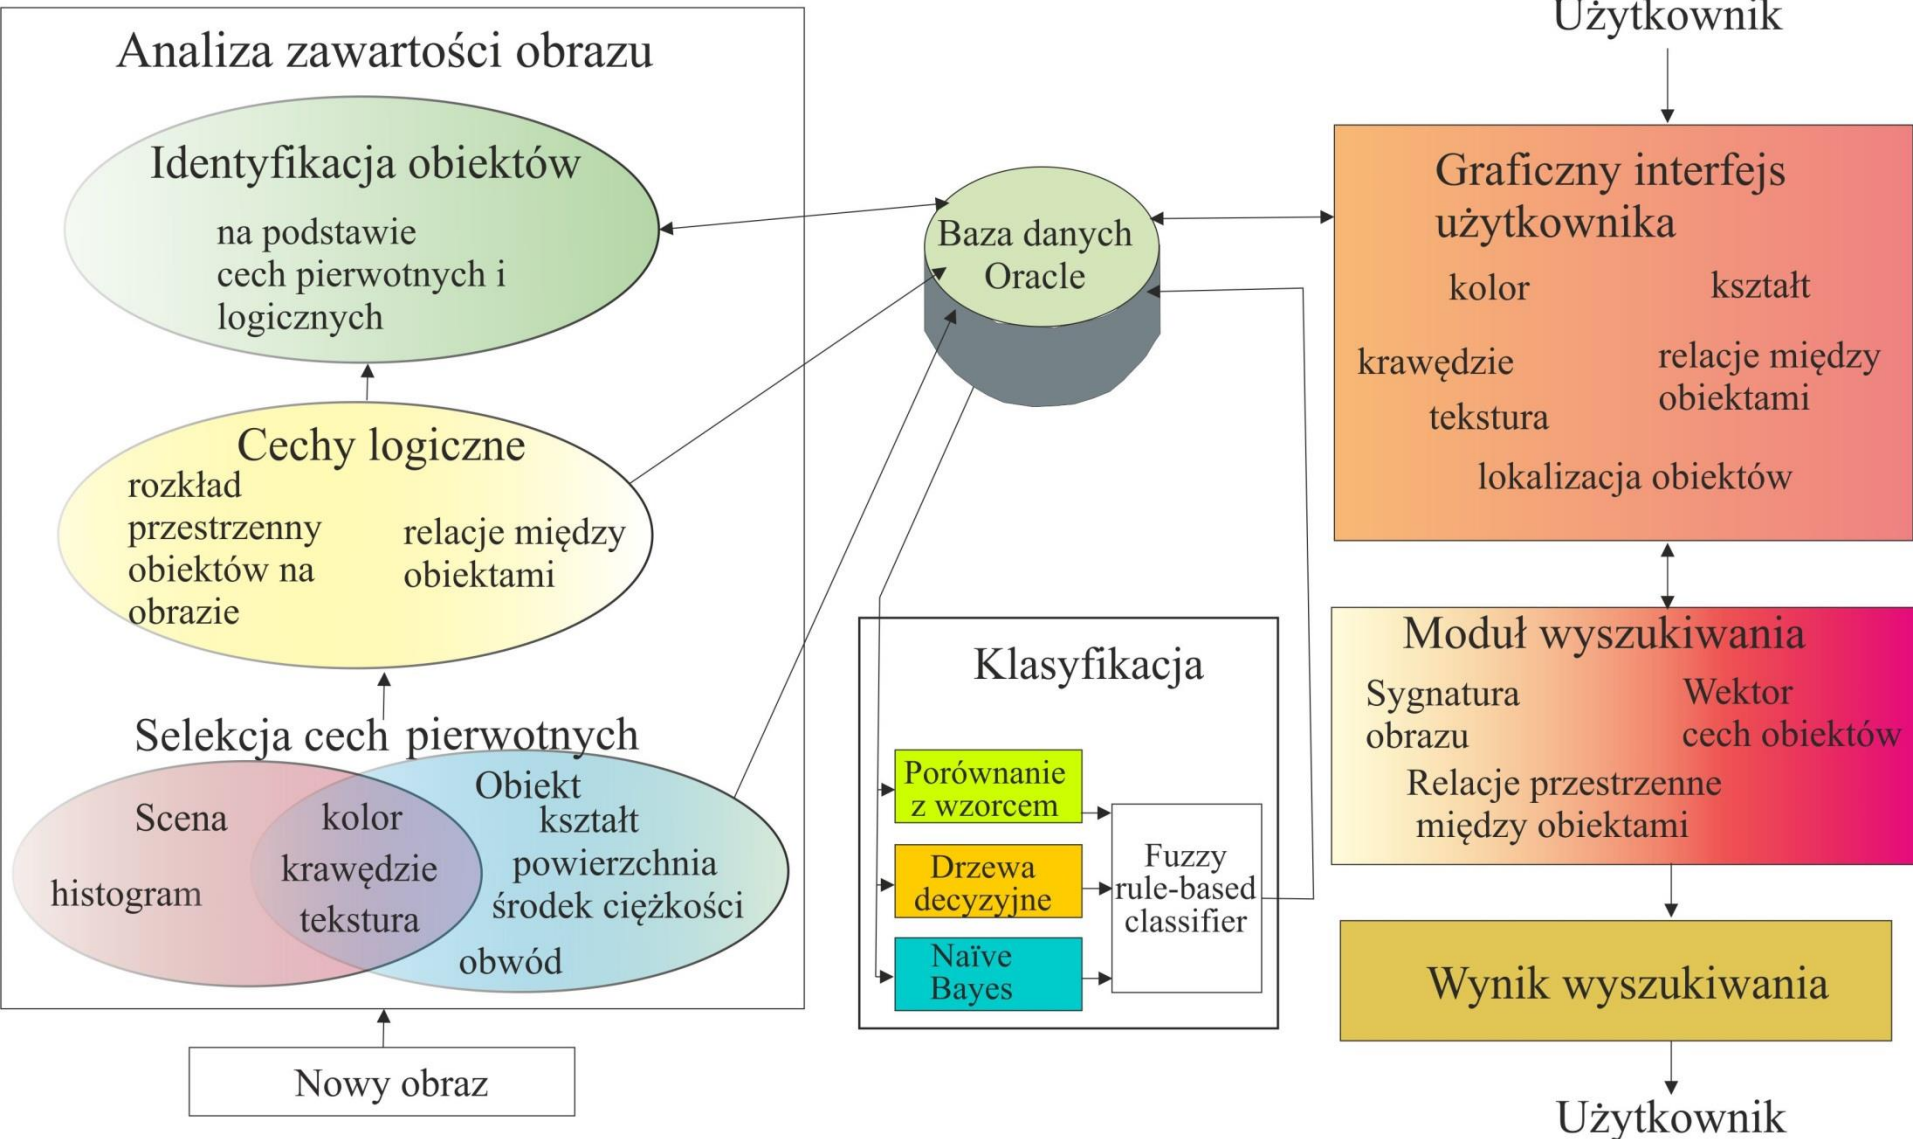 Analiza zawartości obrazu
Identyfikacja obiektów
na podstawie
cech pierwotnych i
logicznych
Cechy logiczne
rozkład
przestrzenny
obiektów na
obrazie
relacje między
obiektami
Selekcja cech pierwotnych
Scena
histogram
kolor
krawędzie
tekstura
Obiekt
kształt
powierzchnia
środek ciężkości
obwód
Nowy obraz
Baza danych
Oracle
Klasyfikacja
Porównanie
z wzorcem
Drzewa
decyzyjne
Naïve
Bayes
Fuzzy
rule-based
classifier
Użytkownik
Graficzny interfejs
użytkownika
kolor
kształt
krawędzie
relacje między
obiektami
tekstura
lokalizacja obiektów
Moduł wyszukiwania
Sygnatura
obrazu
Wektor
cech obiektów
Relacje przestrzenne
między obiektami
Wynik wyszukiwania
Użytkownik